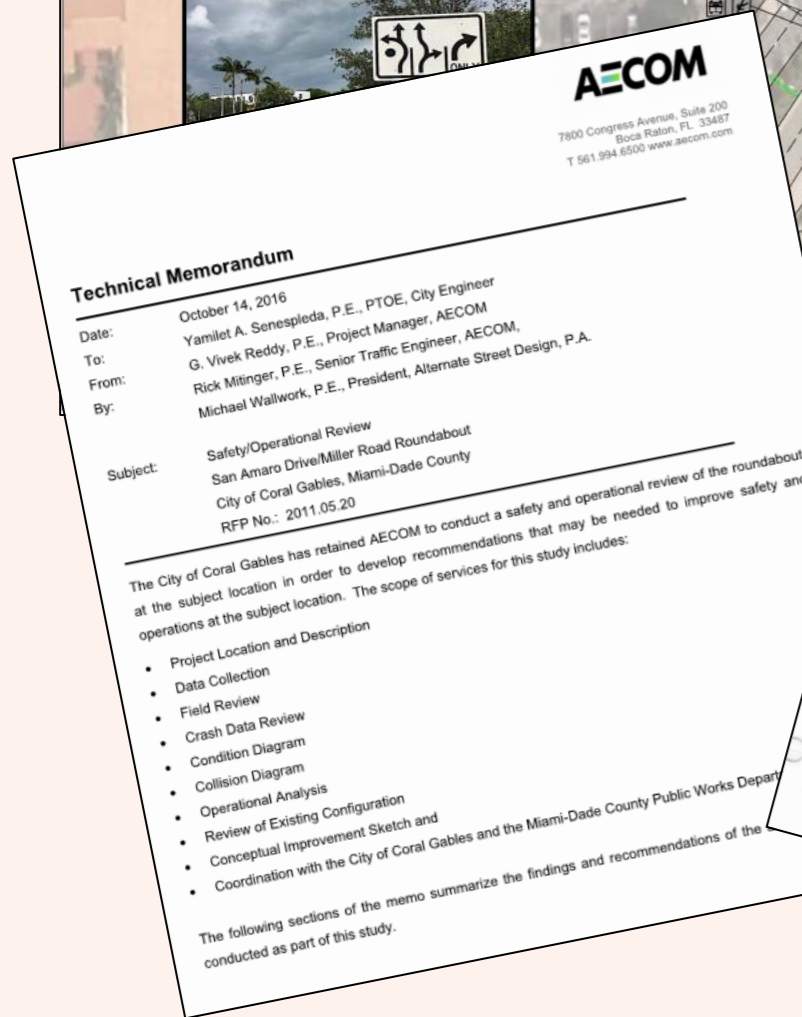 ONLY
AECOM
7800 Congress Avenue, Suite 200
Boca Raton, FL 33487
T 561.994.6500 www.aecom.com
Technical Memorandum
Date: October 14, 2016
To: Yamilet A. Senespleda, P.E., PTOE, City Engineer
From: G. Vivek Reddy, P.E., Project Manager, AECOM
By: Rick Mitinger, P.E., Senior Traffic Engineer, AECOM,
Michael Wallwork, P.E., President, Alternate Street Design, P.A.
Subject: Safety/Operational Review
San Amaro Drive/Miller Road Roundabout
City of Coral Gables, Miami-Dade County
RFP No.: 2011.05.20
The City of Coral Gables has retained AECOM to conduct a safety and operational review of the roundabout
at the subject location in order to develop recommendations that may be needed to improve safety and
operations at the subject location. The scope of services for this study includes:
• Project Location and Description
• Data Collection
• Field Review
• Crash Data Review
• Condition Diagram
• Collision Diagram
• Operational Analysis
• Review of Existing Configuration
• Conceptual Improvement Sketch and
• Coordination with the City of Coral Gables and the Miami-Dade County Public Works
The following sections of the memo summarize the findings and recommendations of the
conducted as part of this study.